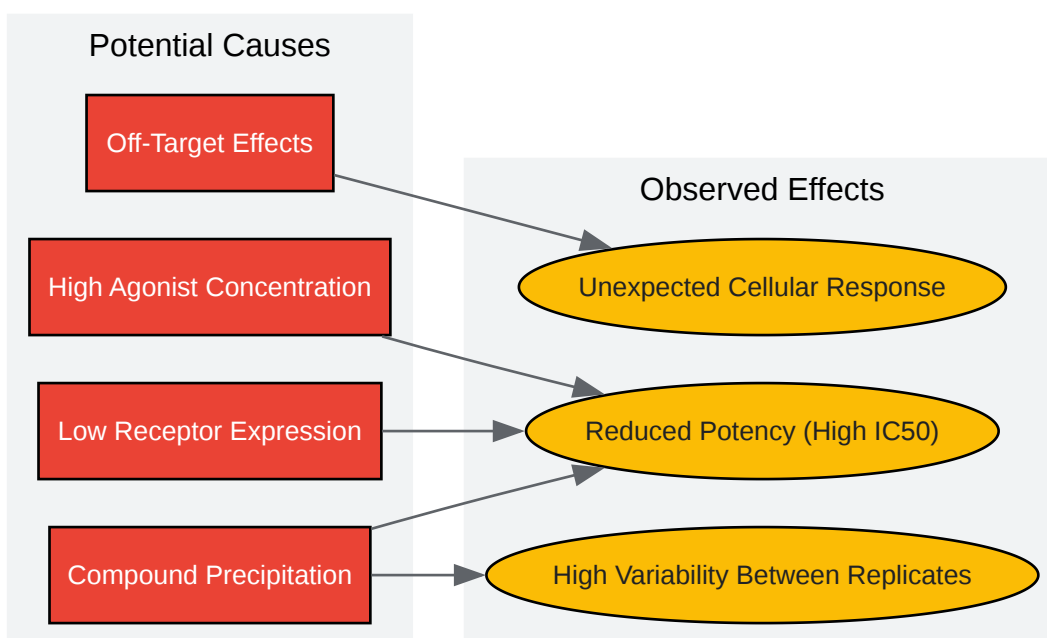 Potential Causes
Off-Target Effects
High Agonist Concentration
Low Receptor Expression
Compound Precipitation
Observed Effects
Unexpected Cellular Response
Reduced Potency (High IC50)
High Variability Between Replicates